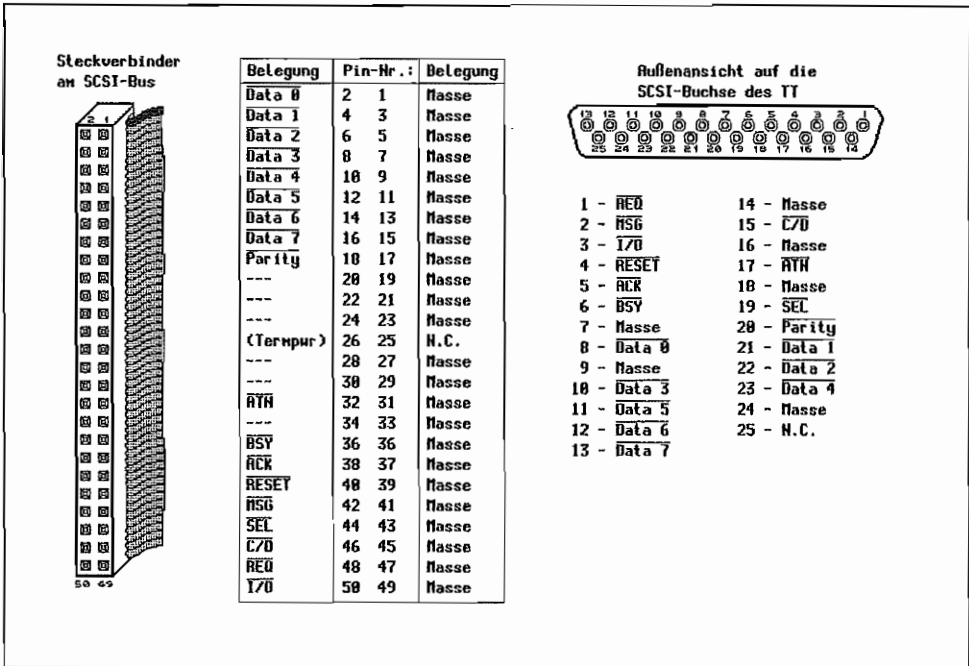 Steckverbinder
am SCSI-Bus
2 1
50 49
Belegung Pin-Nr.: Belegung
Data 0 2 1 Masse
Data 1 4 3 Masse
Data 2 6 5 Masse
Data 3 8 7 Masse
Data 4 10 9 Masse
Data 5 12 11 Masse
Data 6 14 13 Masse
Data 7 16 15 Masse
Parity 18 17 Masse
--- 20 19 Masse
--- 22 21 Masse
--- 24 23 Masse
(Termpwr) 26 25 N.C.
--- 28 27 Masse
--- 30 29 Masse
ATN 32 31 Masse
--- 34 33 Masse
BSY 36 36 Masse
ACK 38 37 Masse
RESET 40 39 Masse
MSG 42 41 Masse
SEL 44 43 Masse
C/D 46 45 Masse
REQ 48 47 Masse
I/O 50 49 Masse
Außenansicht auf die
SCSI-Buchse des TT
13 12 11 10 9 8 7 6 5 4 3 2 1
25 24 23 22 21 20 19 18 17 16 15 14
1 - REQ
2 - MSG
3 - I/O
4 - RESET
5 - ACK
6 - BSY
7 - Masse
8 - Data 0
9 - Masse
10 - Data 3
11 - Data 5
12 - Data 6
13 - Data 7
14 - Masse
15 - C/D
16 - Masse
17 - ATN
18 - Masse
19 - SEL
20 - Parity
21 - Data 1
22 - Data 2
23 - Data 4
24 - Masse
25 - N.C.